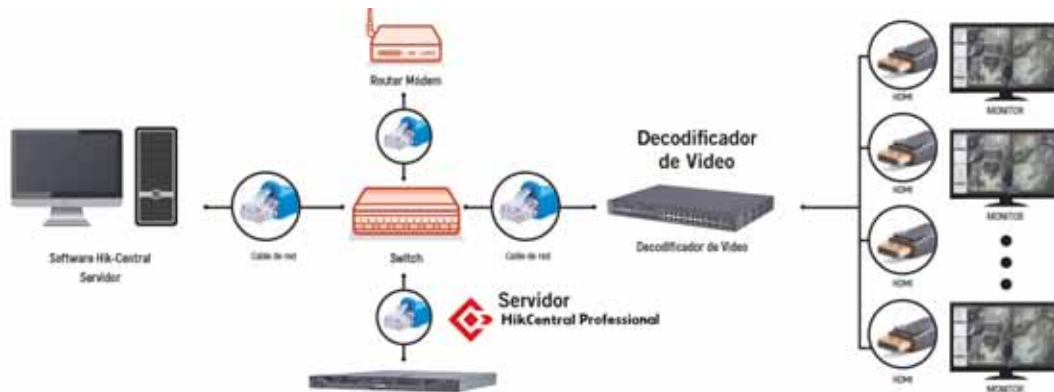 Router Módem
Decodificador
de Video
HDMI
MONITOR
HDMI
MONITOR
Software Hik-Central
Servidor
Cable de red
Switch
Cable de red
Decodificador de Video
HDMI
Servidor
HikCentral Professional
HDMI
MONITOR